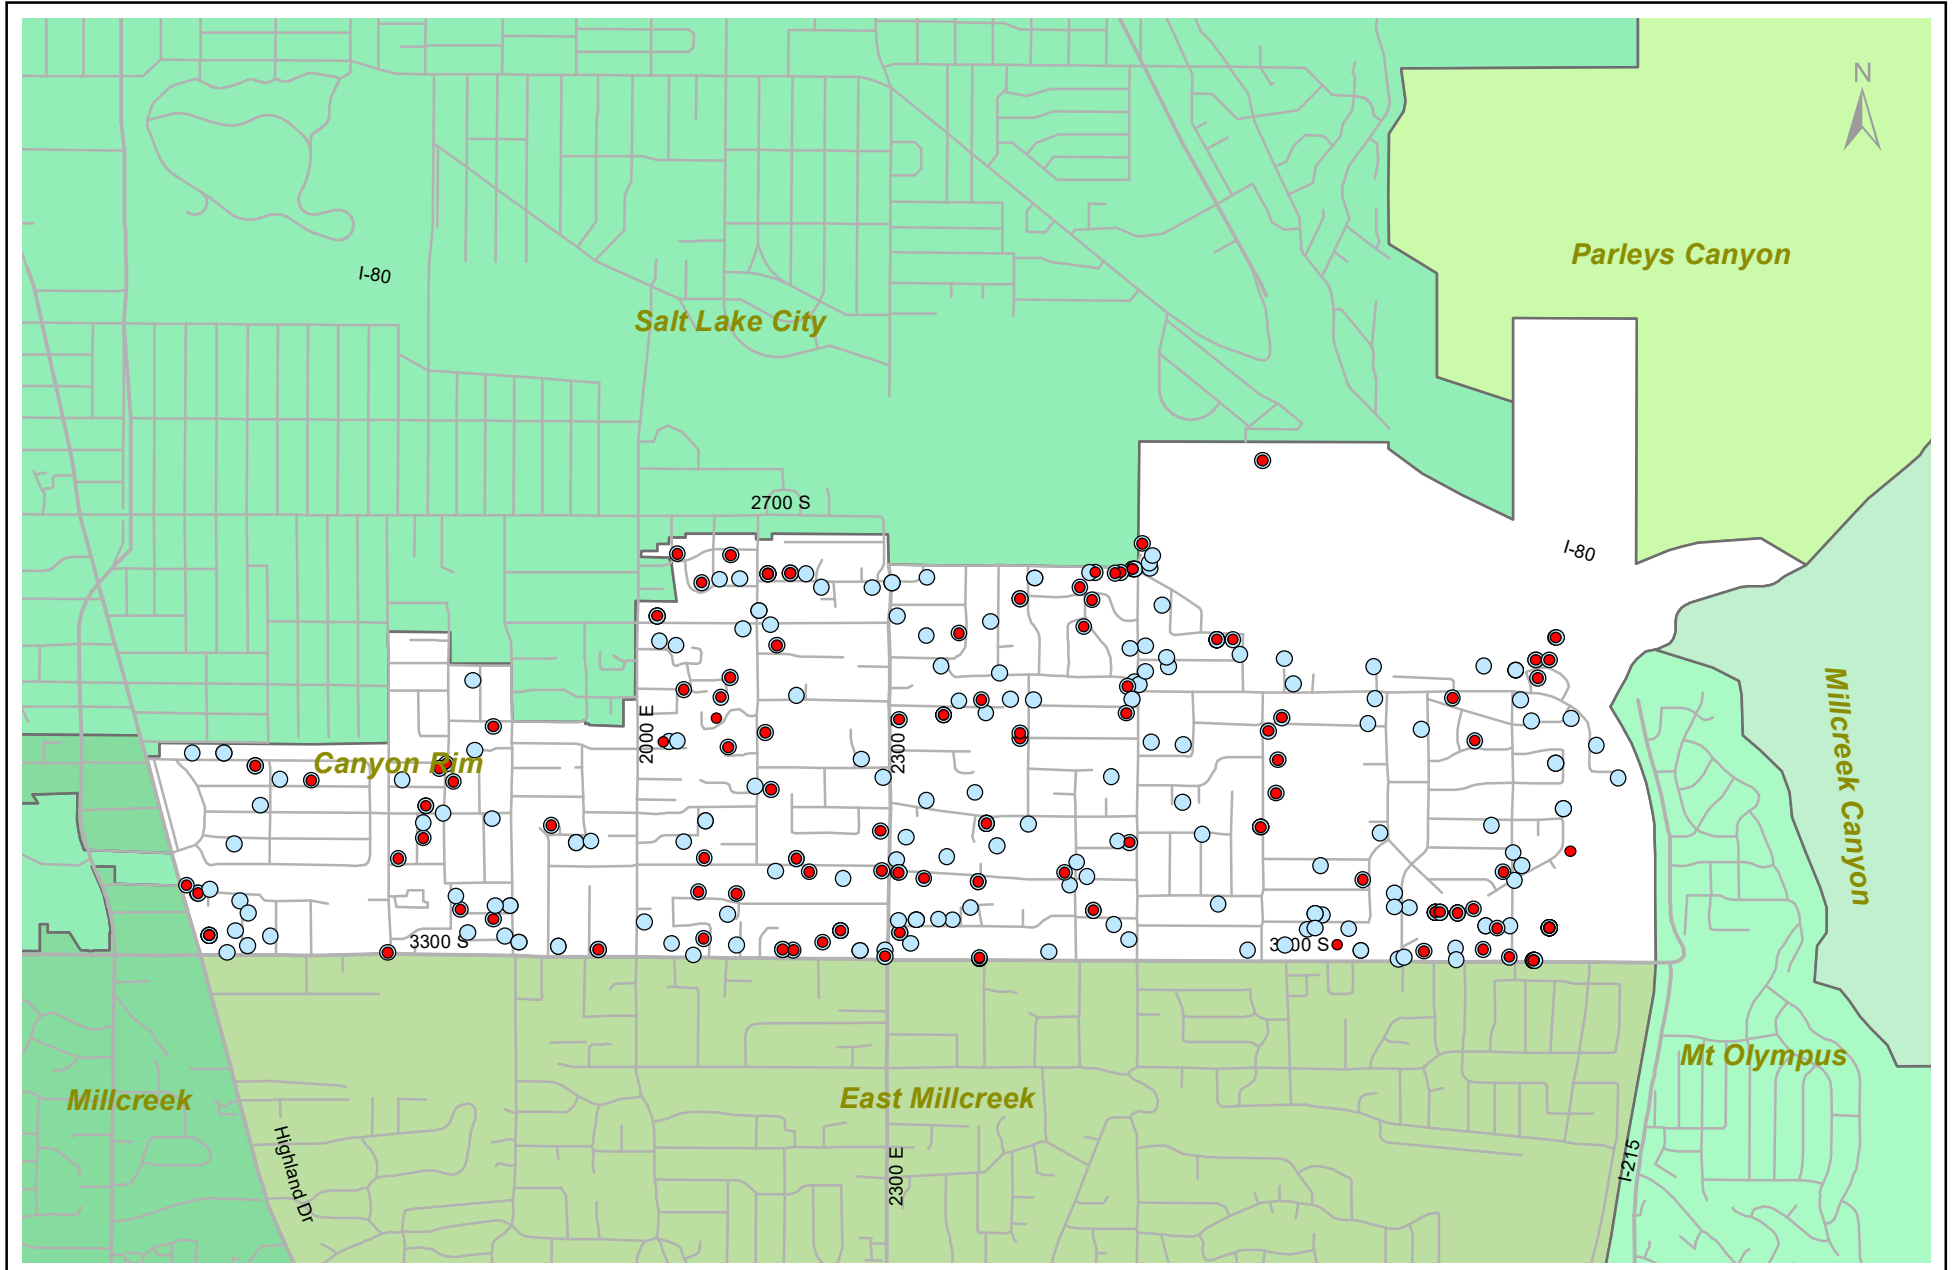 N
Parleys Canyon
I-80
Salt Lake City
2700 S
I-80
2000 E
2300 E
Canyon Rim
Millcreek Canyon
3300 S
3300 S
Mt Olympus
Millcreek
East Millcreek
Highland Dr
2300 E
I-215